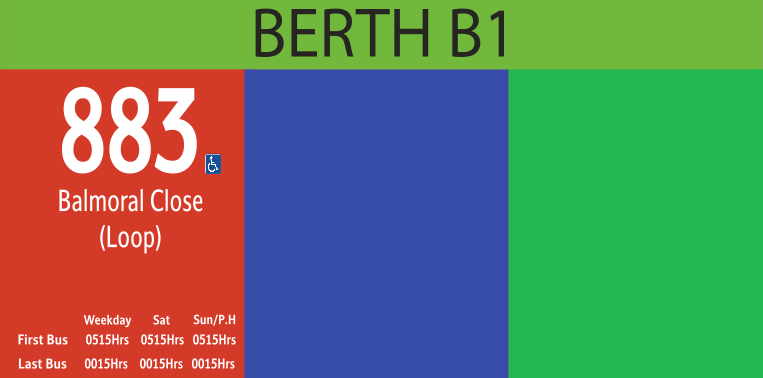 BERTH B1
883
Balmoral Close
(Loop)
Weekday Sat Sun/P.H
First Bus 0515Hrs 0515Hrs 0515Hrs
Last Bus 0015Hrs 0015Hrs 0015Hrs